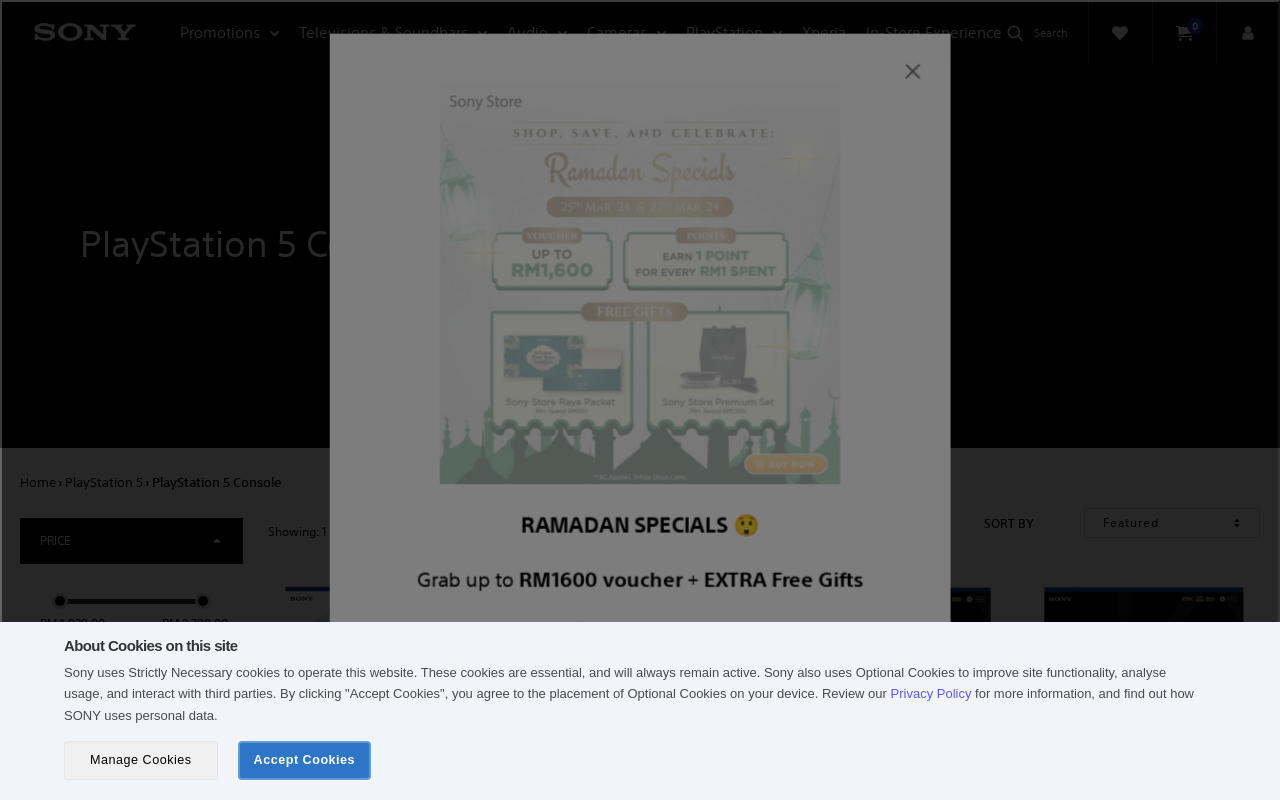 SONY
Promotions
Televisions & Soundbars
Audio
Cameras
PlayStation
Xperia
In-Store Experience
Search
0
Sony Store
SHOP, SAVE, AND CELEBRATE:
Ramadan Specials
25TH MAR '24 & 27TH MAR '24
VOUCHER
UP TO
RM1,600
POINTS
EARN 1 POINT
FOR EVERY RM1 SPENT
FREE GIFTS
Sony Store Raya Packet
Sony Store Premium Set
BUY NOW
PlayStation 5 Co
RAMADAN SPECIALS 😲
Grab up to RM1600 voucher + EXTRA Free Gifts
Home › PlayStation 5 › PlayStation 5 Console
PRICE
Showing: 1
SORT BY
Featured
SONY
SONY
About Cookies on this site
Sony uses Strictly Necessary cookies to operate this website. These cookies are essential, and will always remain active. Sony also uses Optional Cookies to improve site functionality, analyse
usage, and interact with third parties. By clicking "Accept Cookies", you agree to the placement of Optional Cookies on your device. Review our Privacy Policy for more information, and find out how
SONY uses personal data.
Manage Cookies
Accept Cookies